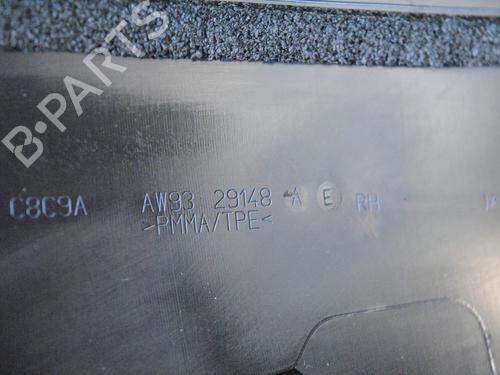 B-PARTS
C8C9A AW93 29148 A E RH
>PMMA/TPE<